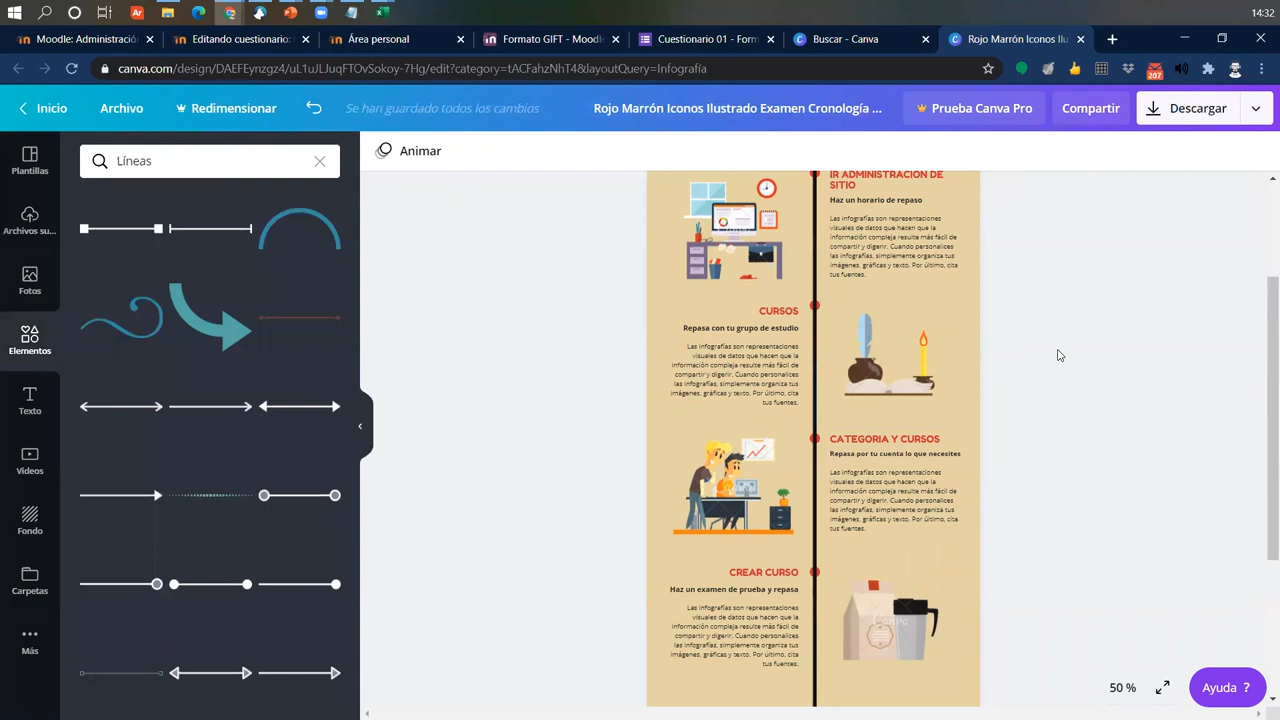 14:32
Moodle: Administració
Editando cuestionario:
Área personal
Formato GIFT - Moodle
Cuestionario 01 - Form
Buscar - Canva
Rojo Marrón Iconos Ilu
canva.com/design/DAEFEynzgz4/uL1uJLJuqFTOvSokoy-7Hg/edit?category=tACFahzNhT4&layoutQuery=Infografía
207
Inicio
Archivo
Redimensionar
Se han guardado todos los cambios
Rojo Marrón Iconos Ilustrado Examen Cronología ...
Prueba Canva Pro
Compartir
Descargar
Plantillas
Archivos su...
Fotos
Elementos
Texto
Vídeos
Fondo
Carpetas
Más
Líneas
Animar
IR ADMINISTRACION DE
SITIO
Haz un horario de repaso
Las infografías son representaciones
visuales de datos que hacen que la
información compleja resulte más fácil de
compartir y digerir. Cuando personalices
las infografías, simplemente organiza tus
imágenes, gráficas y texto. Por último, cita
tus fuentes.
CURSOS
Repasa con tu grupo de estudio
Las infografías son representaciones
visuales de datos que hacen que la
información compleja resulte más fácil de
compartir y digerir. Cuando personalices
las infografías, simplemente organiza tus
imágenes, gráficas y texto. Por último, cita
tus fuentes.
CATEGORIA Y CURSOS
Repasa por tu cuenta lo que necesites
Las infografías son representaciones
visuales de datos que hacen que la
información compleja resulte más fácil de
compartir y digerir. Cuando personalices
las infografías, simplemente organiza tus
imágenes, gráficas y texto. Por último, cita
tus fuentes.
CREAR CURSO
Haz un examen de prueba y repasa
Las infografías son representaciones
visuales de datos que hacen que la
información compleja resulte más fácil de
compartir y digerir. Cuando personalices
las infografías, simplemente organiza tus
imágenes, gráficas y texto. Por último, cita
tus fuentes.
Canva
50 %
Ayuda ?